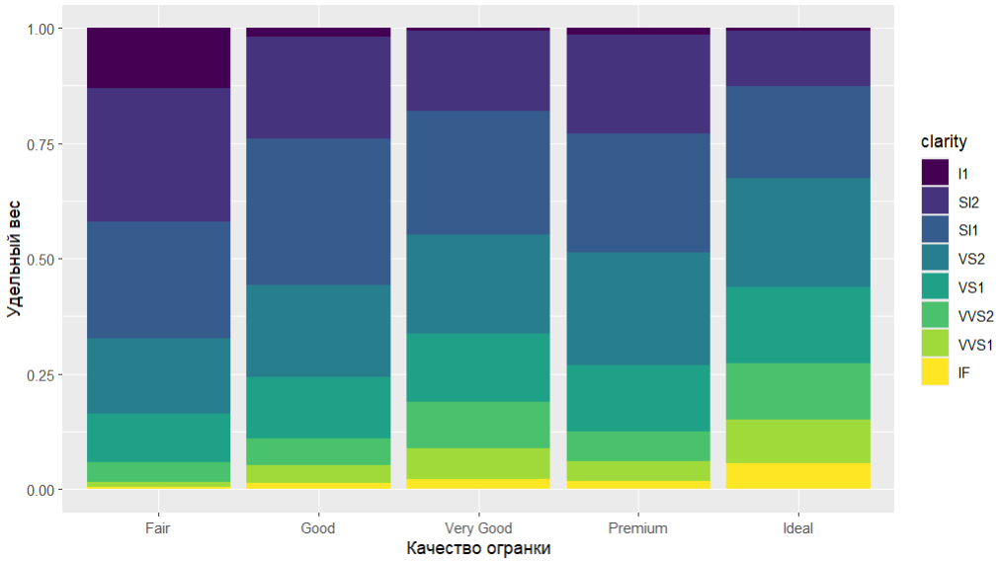 1.00
0.75
0.50
0.25
0.00
Удельный вес
Fair
Good
Very Good
Premium
Ideal
Качество огранки
clarity
I1
SI2
SI1
VS2
VS1
VVS2
VVS1
IF